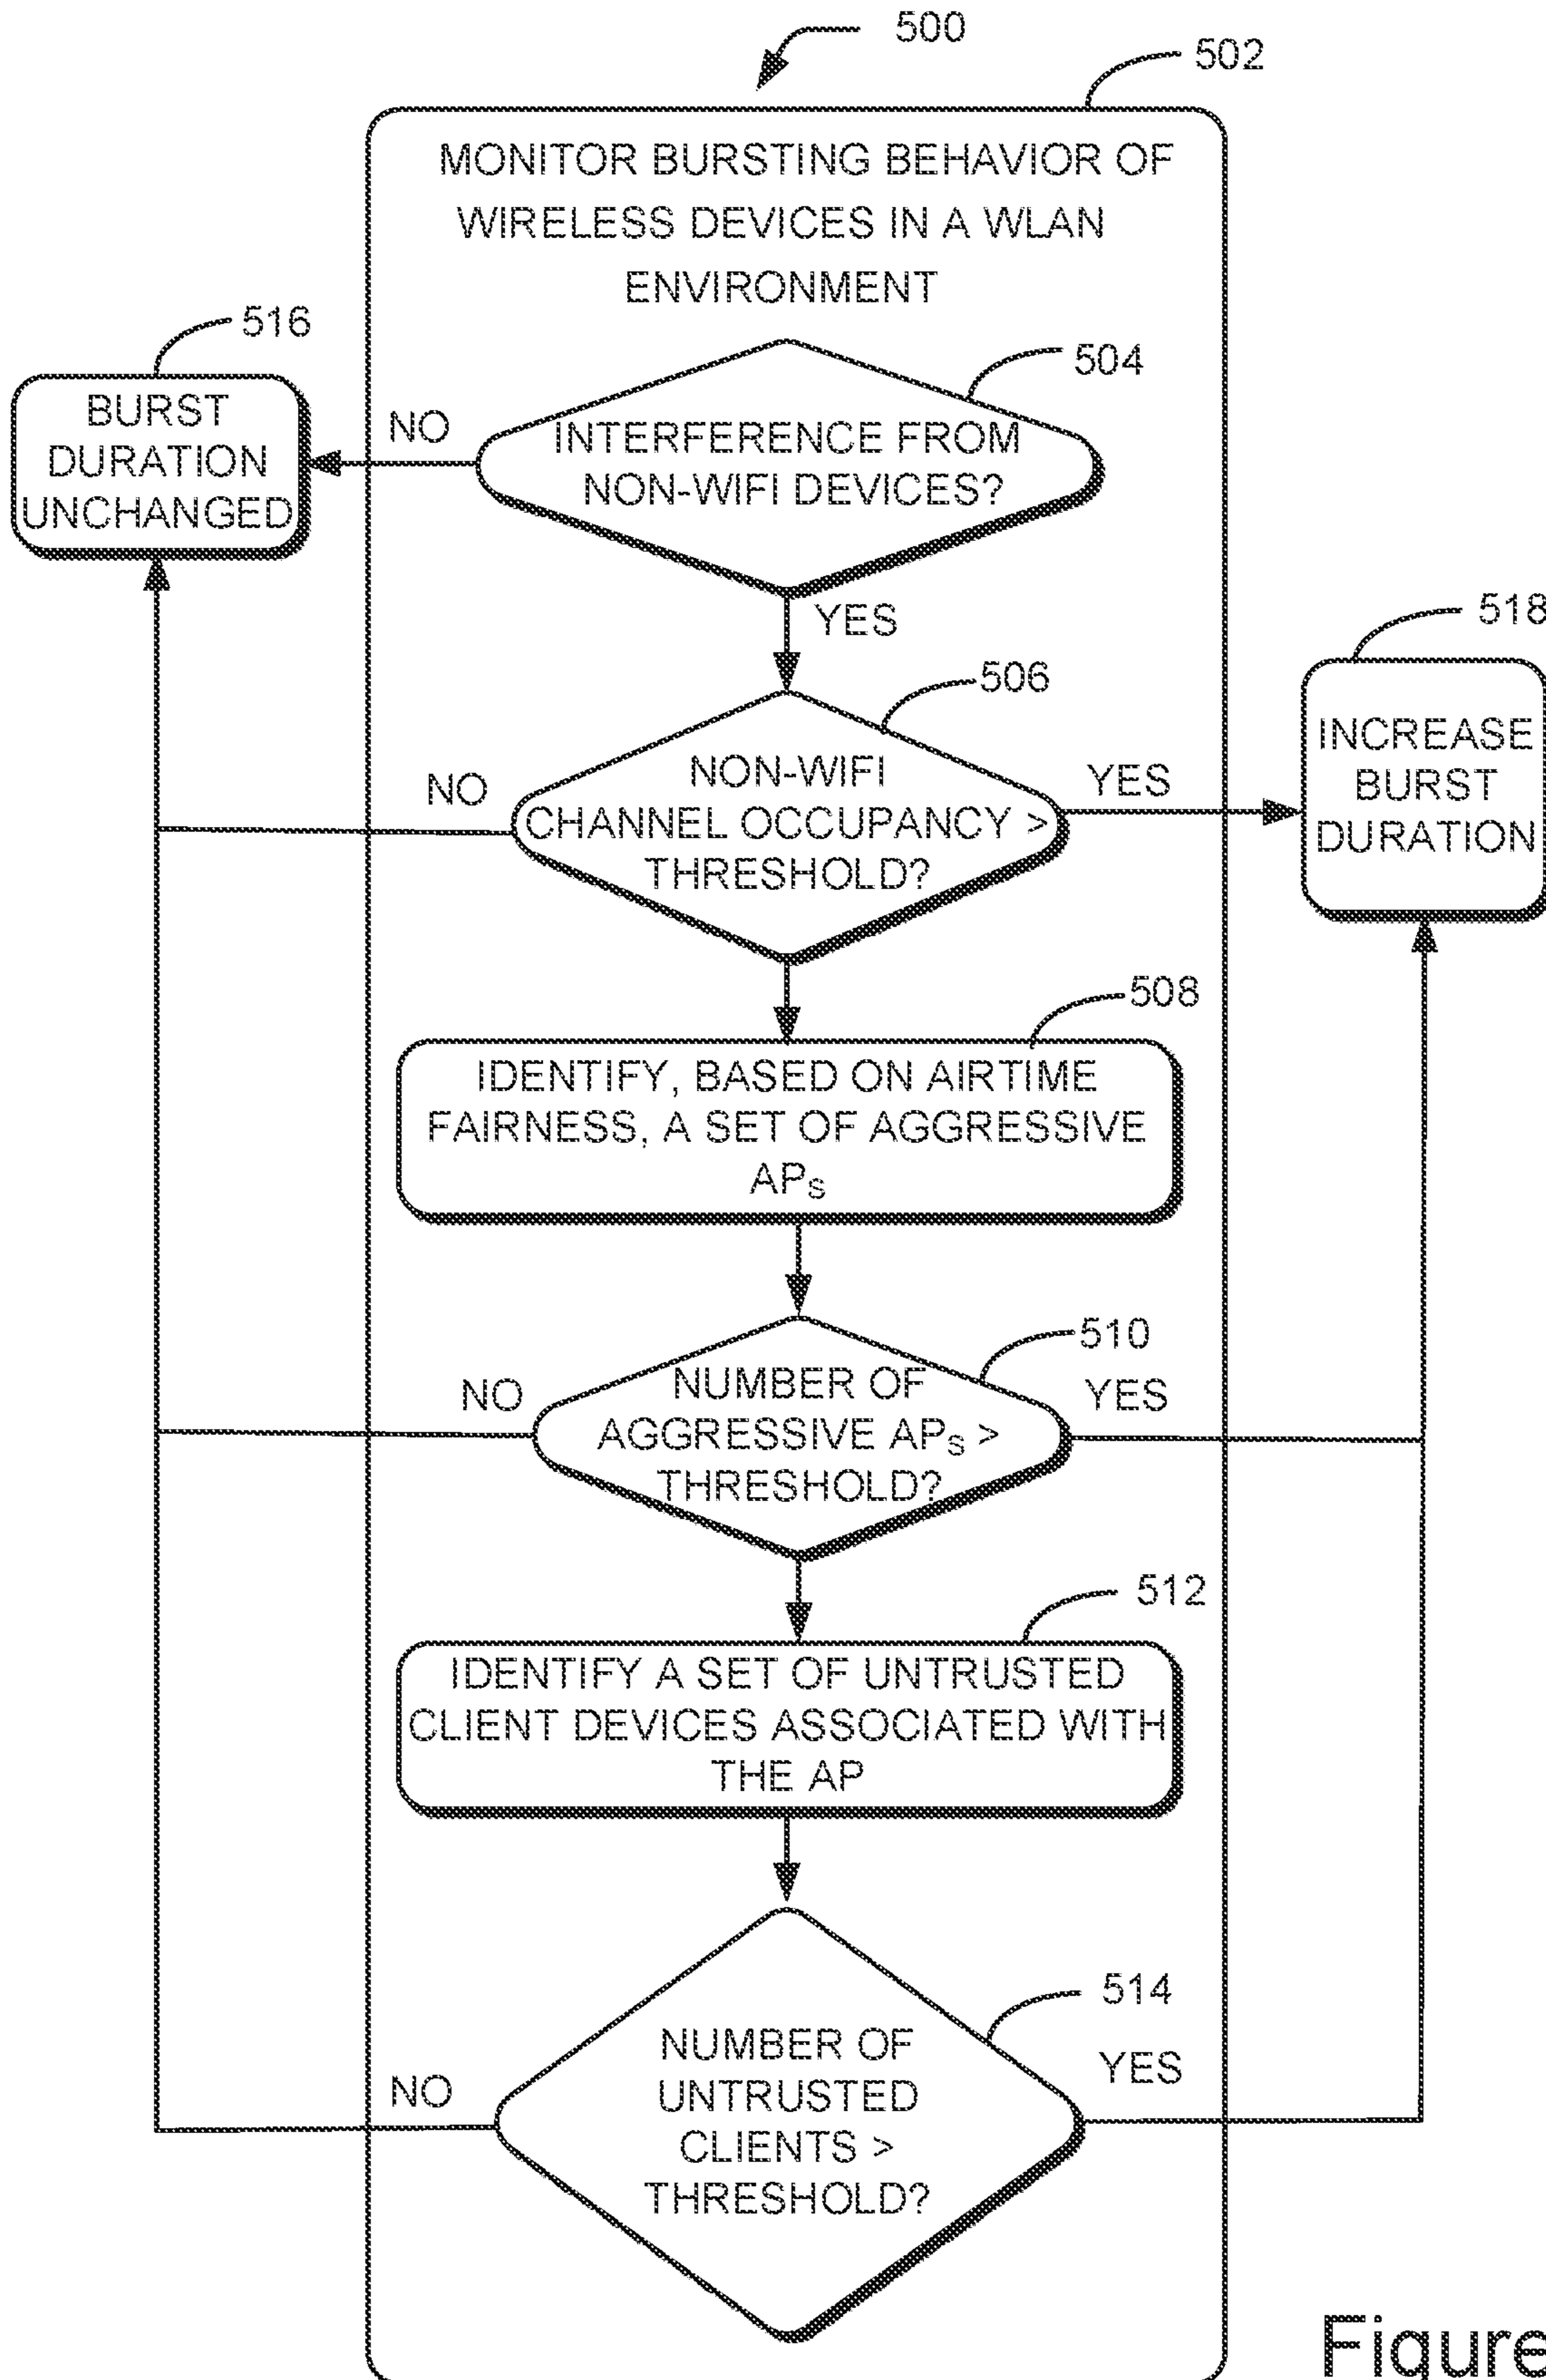 500
502
MONITOR BURSTING BEHAVIOR OF
WIRELESS DEVICES IN A WLAN
ENVIRONMENT
516
BURST
DURATION
UNCHANGED
504
NO
INTERFERENCE FROM
NON-WIFI DEVICES?
YES
518
506
NO
NON-WIFI
CHANNEL OCCUPANCY >
THRESHOLD?
YES
INCREASE
BURST
DURATION
508
IDENTIFY, BASED ON AIRTIME
FAIRNESS, A SET OF AGGRESSIVE
APS
510
NO
NUMBER OF
AGGRESSIVE APS >
THRESHOLD?
YES
512
IDENTIFY A SET OF UNTRUSTED
CLIENT DEVICES ASSOCIATED WITH
THE AP
514
NO
NUMBER OF
UNTRUSTED
CLIENTS >
THRESHOLD?
YES
Figure